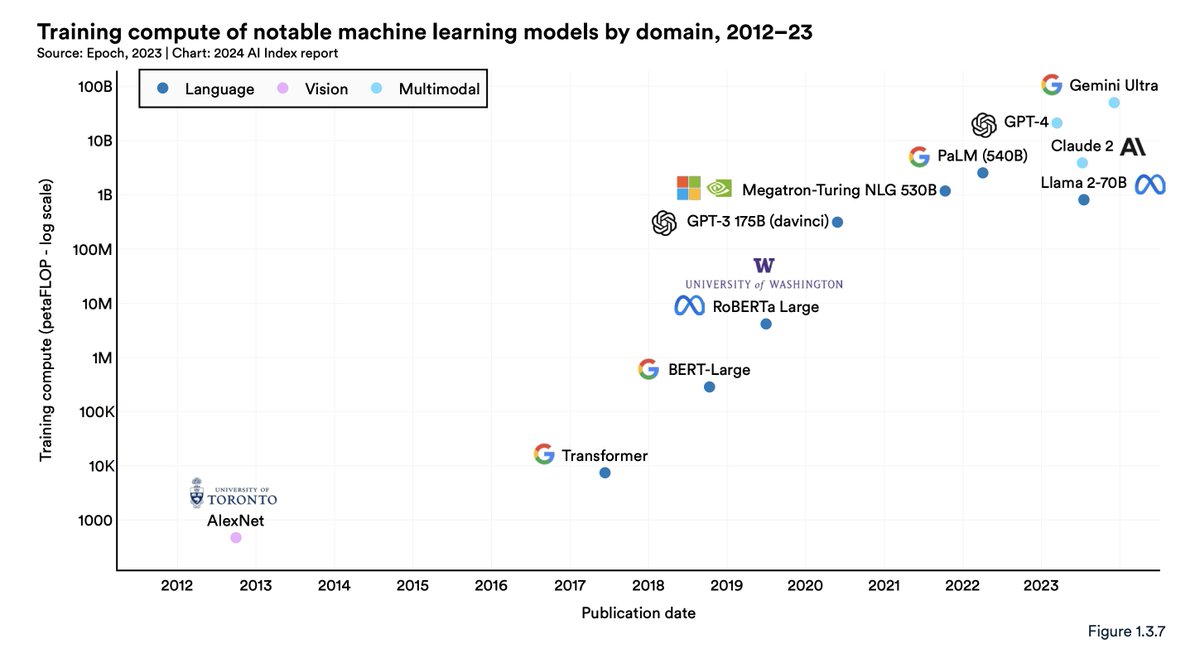 Training compute of notable machine learning models by domain, 2012–23
Source: Epoch, 2023 | Chart: 2024 AI Index report
Language
Vision
Multimodal
Training compute (petaFLOP - log scale)
100B
10B
1B
100M
10M
1M
100K
10K
1000
Gemini Ultra
GPT-4
Claude 2
PaLM (540B)
Llama 2-70B
Megatron-Turing NLG 530B
GPT-3 175B (davinci)
W
UNIVERSITY of WASHINGTON
RoBERTa Large
BERT-Large
Transformer
UNIVERSITY OF
TORONTO
AlexNet
2012 2013 2014 2015 2016 2017 2018 2019 2020 2021 2022 2023
Publication date
Figure 1.3.7